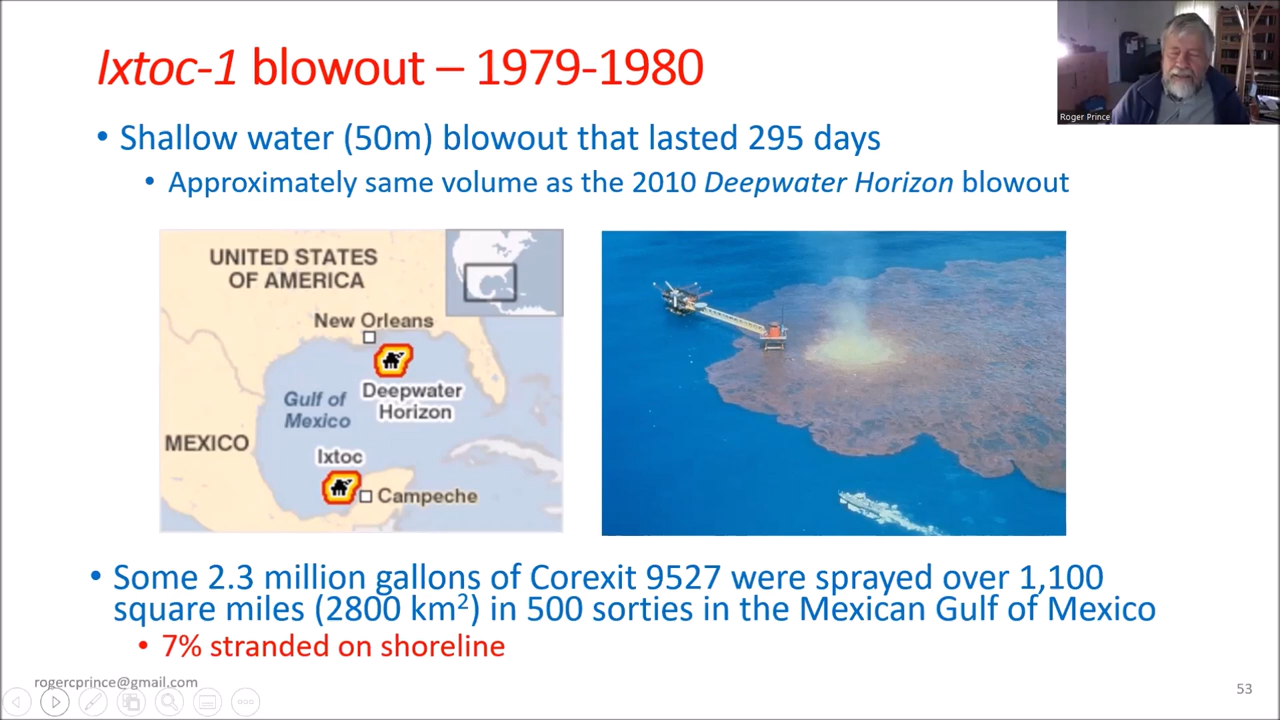 Ixtoc-1 blowout – 1979-1980
Roger Prince
• Shallow water (50m) blowout that lasted 295 days
• Approximately same volume as the 2010 Deepwater Horizon blowout
UNITED STATES
OF AMERICA
New Orleans
Deepwater
Horizon
Gulf of
Mexico
MEXICO
Ixtoc
Campeche
• Some 2.3 million gallons of Corexit 9527 were sprayed over 1,100
square miles (2800 km²) in 500 sorties in the Mexican Gulf of Mexico
• 7% stranded on shoreline
rogercprince@gmail.com
53